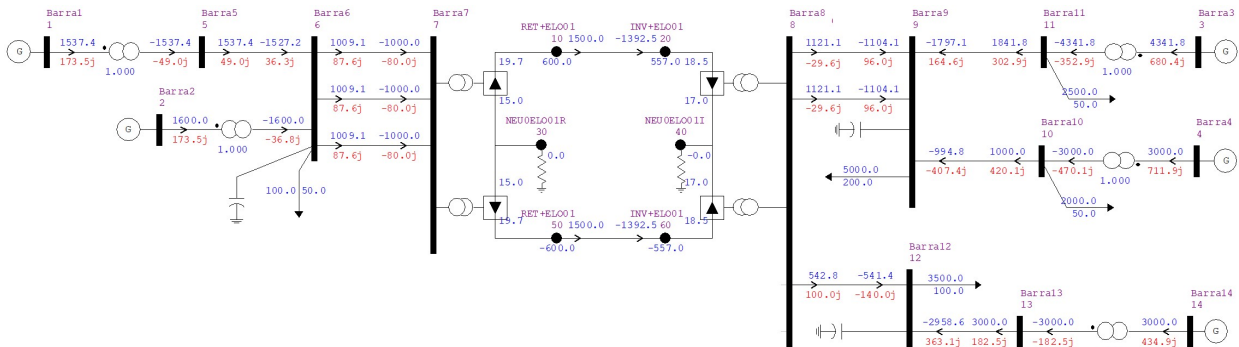 Barra1
1
1537.4 -1537.4
173.5j -49.0j
1.000
G
Barra5
5
1537.4 -1527.2
49.0j 36.3j
Barra2
2
1600.0 -1600.0
173.5j -36.8j
1.000
G
Barra6
6
1009.1 -1000.0
87.6j -80.0j
1009.1 -1000.0
87.6j -80.0j
1009.1 -1000.0
87.6j -80.0j
100.0 50.0
Barra7
7
RET+ELO01
10
1500.0 -1392.5
600.0
INV+ELO01
20
557.0
19.7
18.5
15.0
17.0
NEU0ELO01R
30
0.0
NEU0ELO01I
40
-0.0
15.0
17.0
19.7
18.5
RET+ELO01
50
1500.0 -1392.5
-600.0
INV+ELO01
60
-557.0
Barra8
8
1121.1 -1104.1
-29.6j 96.0j
1121.1 -1104.1
-29.6j 96.0j
Barra9
9
-1797.1 1841.8
164.6j 302.9j
5000.0
200.0
Barra11
11
-4341.8 4341.8
-352.9j 680.4j
1.000
2500.0
50.0
Barra3
3
G
-994.8 1000.0
-407.4j 420.1j
Barra10
10
-3000.0 3000.0
-470.1j 711.9j
1.000
2000.0
50.0
Barra4
4
G
542.8 -541.4
100.0j -140.0j
Barra12
12
3500.0
100.0
-2958.6 3000.0
363.1j 182.5j
Barra13
13
-3000.0 3000.0
-182.5j 434.9j
Barra14
14
G